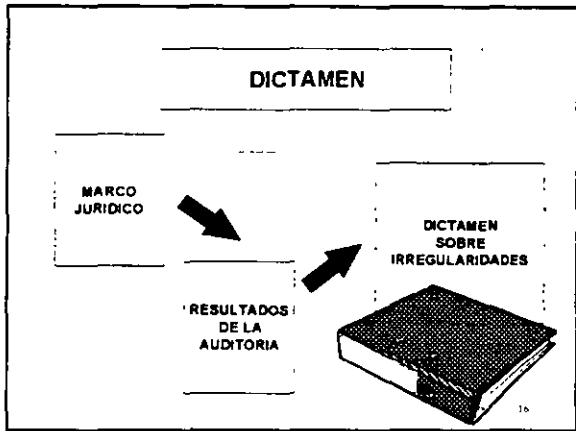 DICTAMEN
MARCO
JURIDICO
RESULTADOS
DE LA
AUDITORIA
DICTAMEN
SOBRE
IRREGULARIDADES
16